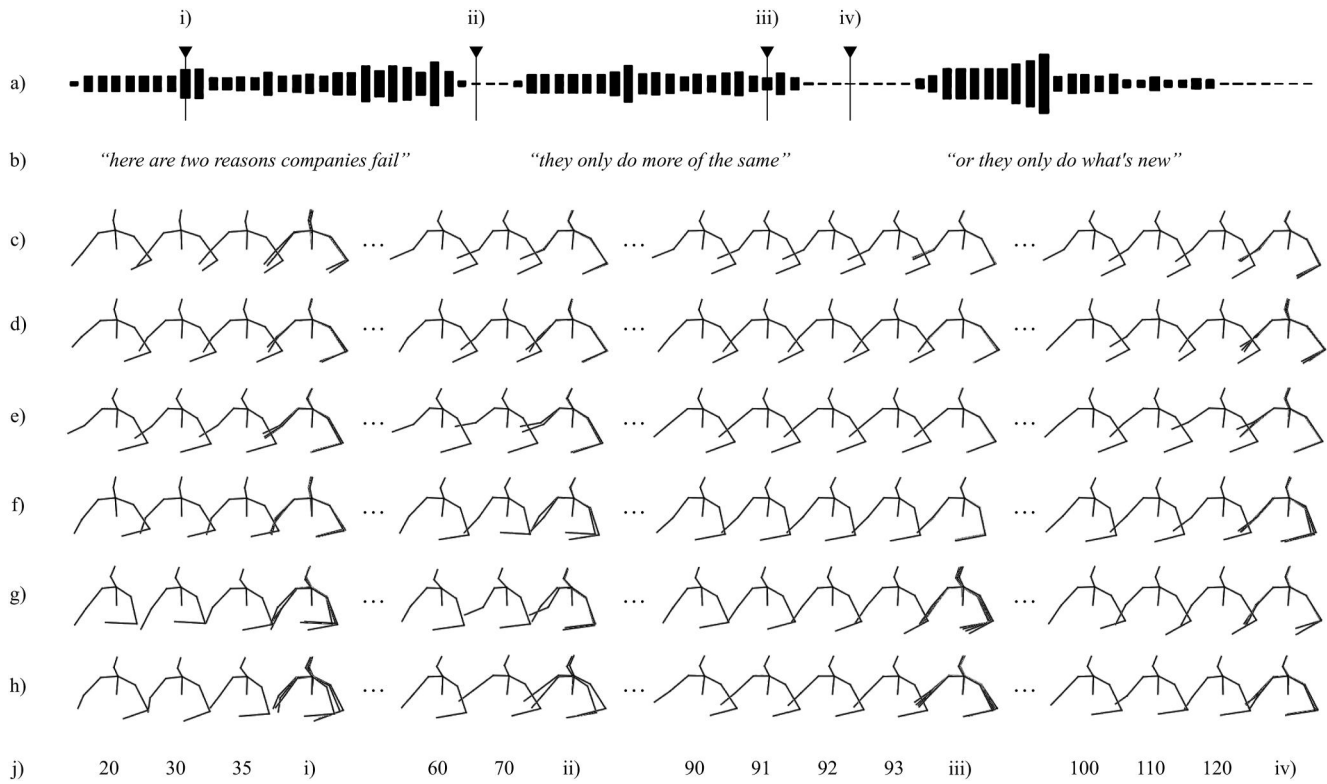 i) ii) iii) iv)
a)
b) “here are two reasons companies fail” “they only do more of the same” “or they only do what's new”
c) ... ... ...
d) ... ... ...
e) ... ... ...
f) ... ... ...
g) ... ... ...
h) ... ... ...
j) 20 30 35 i) 60 70 ii) 90 91 92 93 iii) 100 110 120 iv)